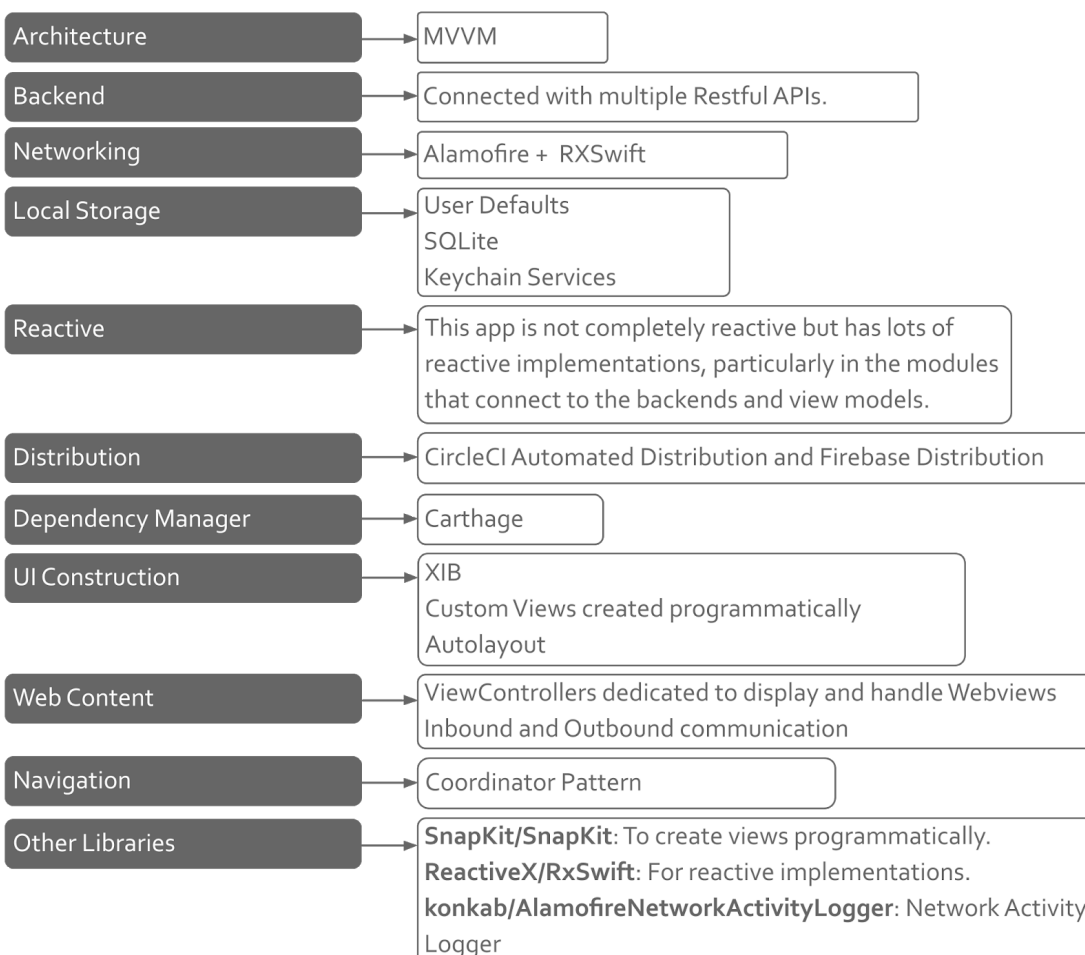 Architecture
MVVM
Backend
Connected with multiple Restful APIs.
Networking
Alamofire + RXSwift
Local Storage
User Defaults
SQLite
Keychain Services
Reactive
This app is not completely reactive but has lots of
reactive implementations, particularly in the modules
that connect to the backends and view models.
Distribution
CircleCI Automated Distribution and Firebase Distribution
Dependency Manager
Carthage
UI Construction
XIB
Custom Views created programmatically
Autolayout
Web Content
ViewControllers dedicated to display and handle Webviews
Inbound and Outbound communication
Navigation
Coordinator Pattern
Other Libraries
SnapKit/SnapKit: To create views programmatically.
ReactiveX/RxSwift: For reactive implementations.
konkab/AlamofireNetworkActivityLogger: Network Activity
Logger